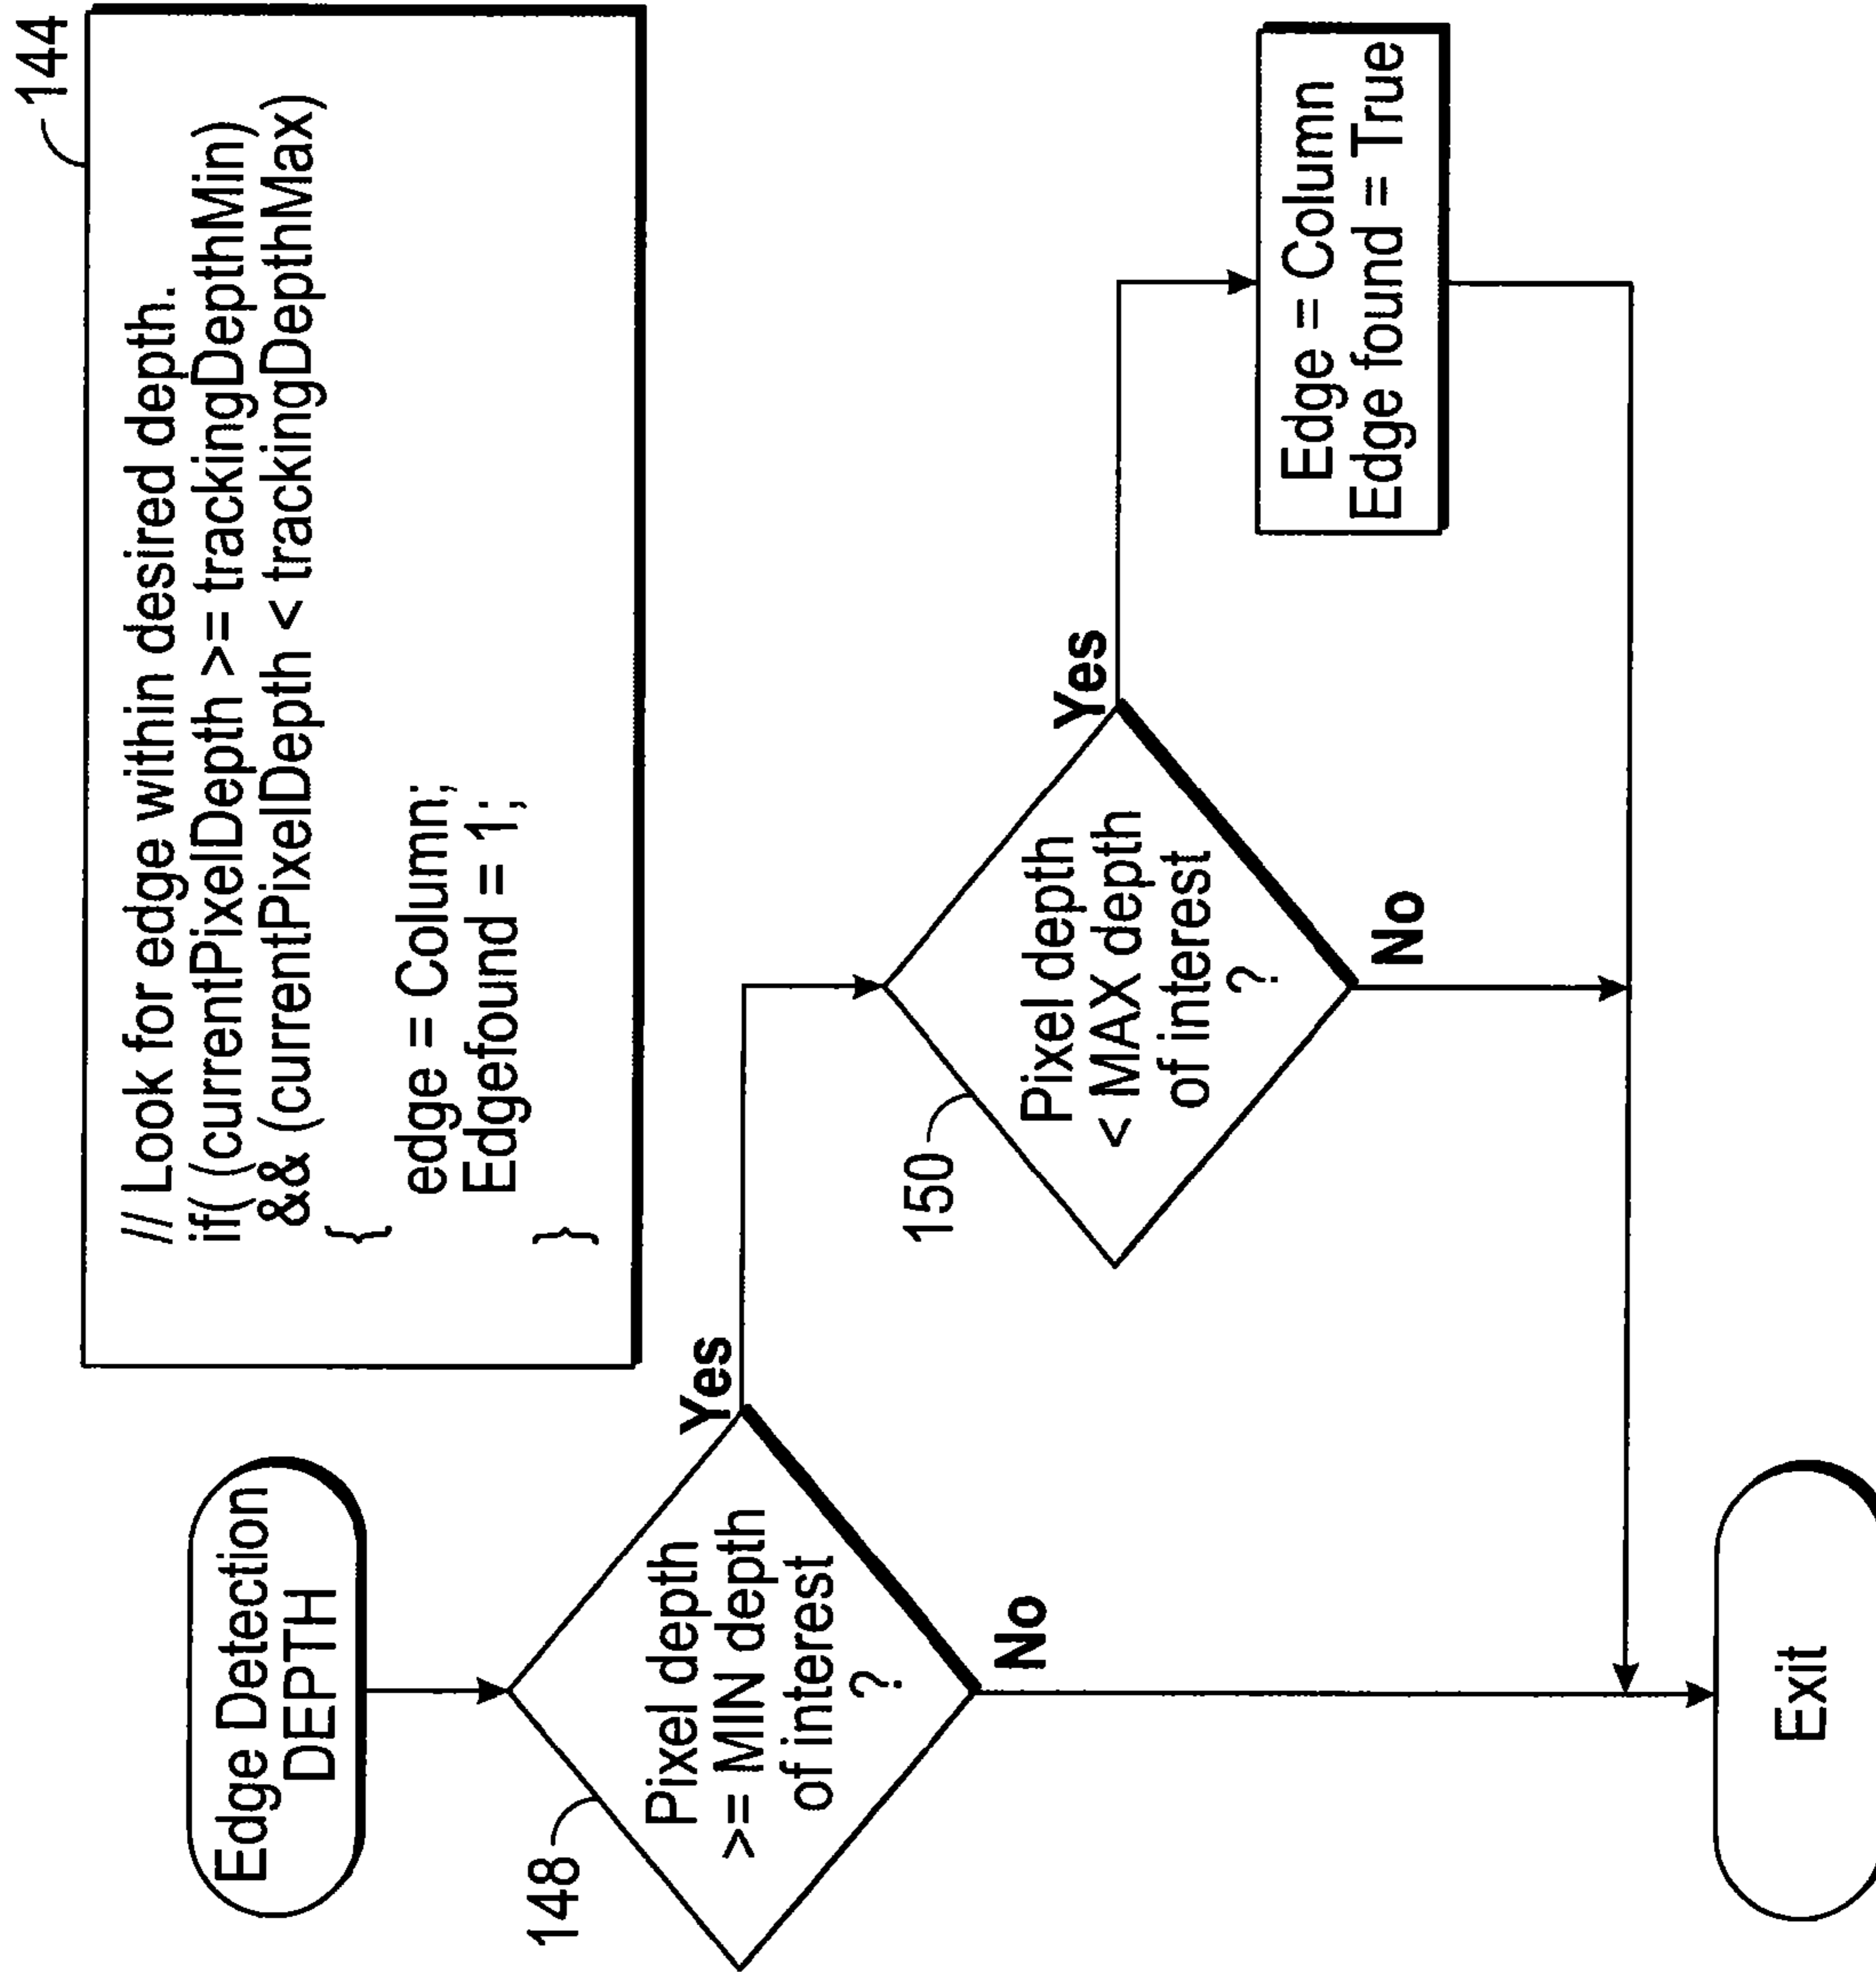 144
// Look for edge within desired depth.
if( (currentPixelDepth >= trackingDepthMin)
&& (currentPixelDepth < trackingDepthMax)
{
edge = Column;
Edgefound = 1;
}
Edge Detection
DEPTH
148
Pixel depth
>= MIN depth
of interest
?
Yes
No
150
Pixel depth
< MAX depth
of interest
?
Yes
No
Edge = Column
Edge found = True
Exit